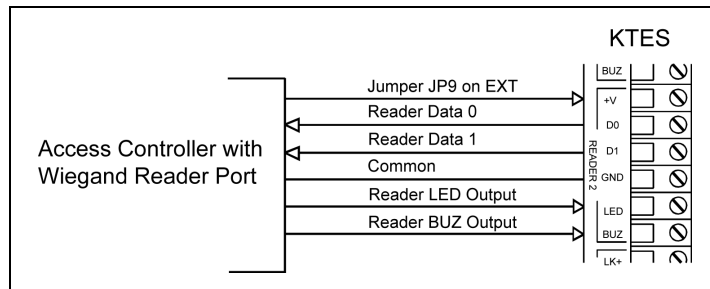 KTES
BUZ
Jumper JP9 on EXT
+V
Reader Data 0
D0
Reader Data 1
D1
Access Controller with
Wiegand Reader Port
READER 2
Common
GND
Reader LED Output
LED
Reader BUZ Output
BUZ
LK+